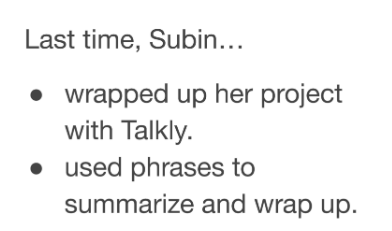 Last time, Subin…
● wrapped up her project
with Talkly.
● used phrases to
summarize and wrap up.